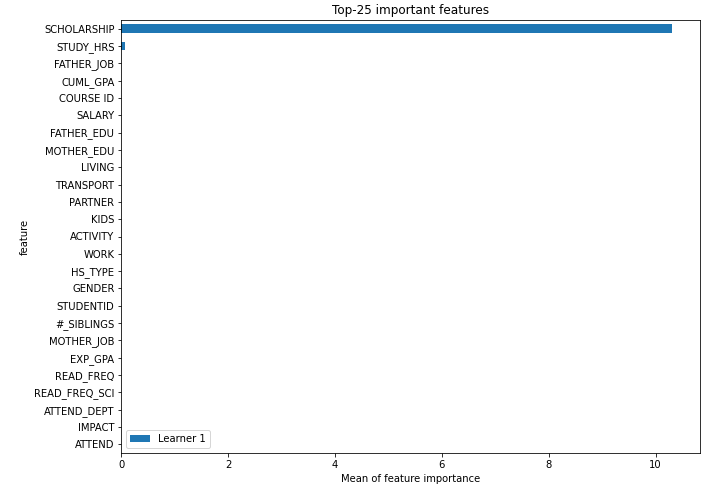 Top-25 important features
SCHOLARSHIP
STUDY_HRS
FATHER_JOB
CUML_GPA
COURSE ID
SALARY
FATHER_EDU
MOTHER_EDU
LIVING
TRANSPORT
PARTNER
KIDS
ACTIVITY
WORK
HS_TYPE
GENDER
STUDENTID
#_SIBLINGS
MOTHER_JOB
EXP_GPA
READ_FREQ
READ_FREQ_SCI
ATTEND_DEPT
IMPACT
ATTEND
feature
Learner 1
0 2 4 6 8 10
Mean of feature importance